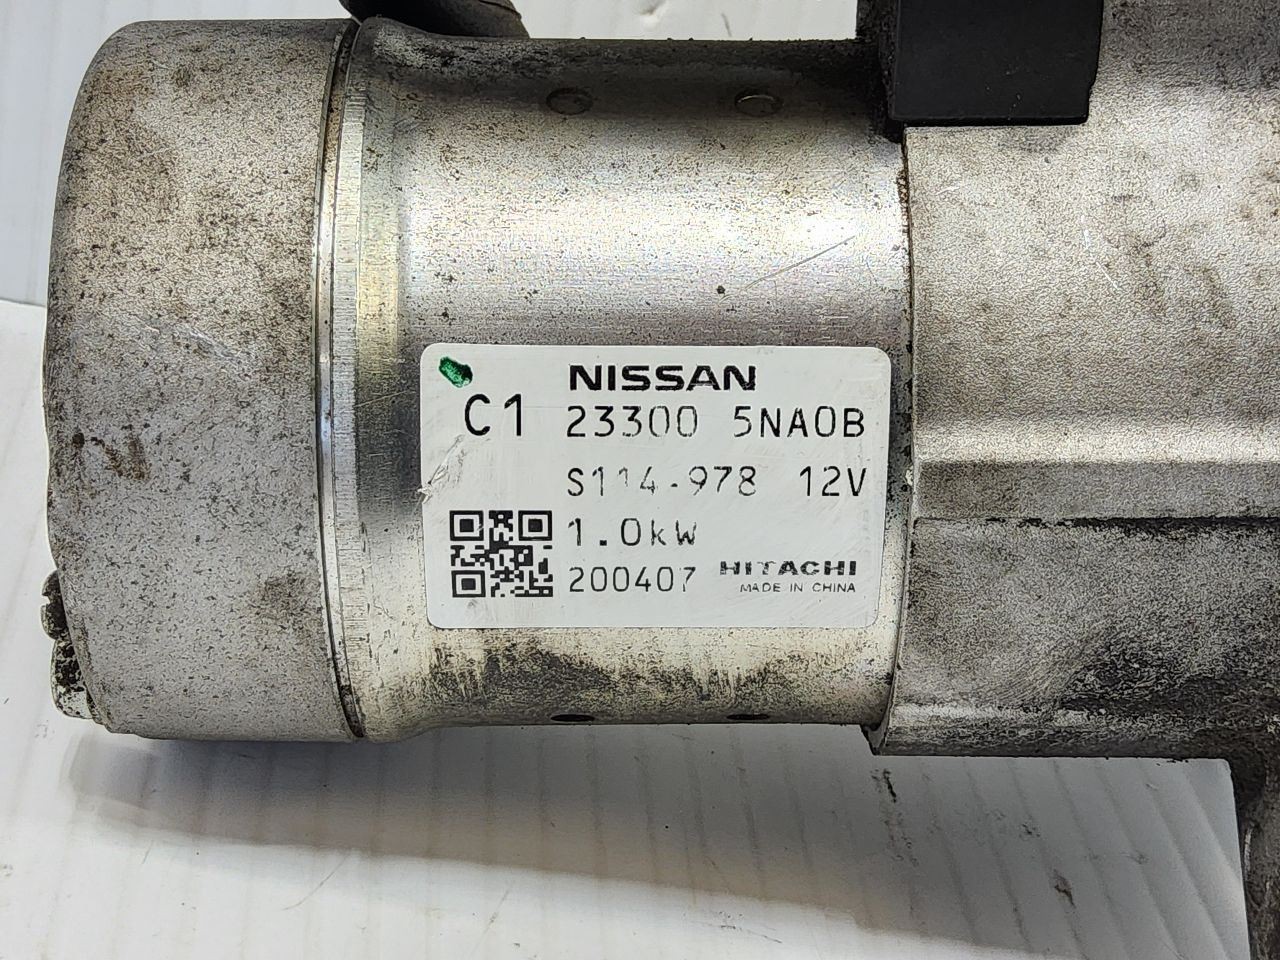 NISSAN
C1 23300 5NA0B
S114-978 12V
1.0kW
200407 HITACHI
MADE IN CHINA